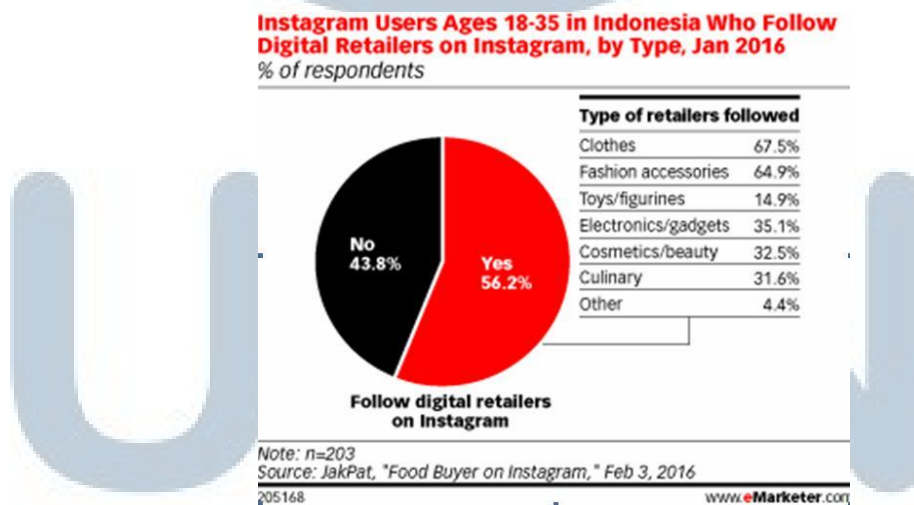 Instagram Users Ages 18-35 in Indonesia Who Follow
Digital Retailers on Instagram, by Type, Jan 2016
% of respondents
No
43.8%
Yes
56.2%
Follow digital retailers
on Instagram
Type of retailers followed
Clothes 67.5%
Fashion accessories 64.9%
Toys/figurines 14.9%
Electronics/gadgets 35.1%
Cosmetics/beauty 32.5%
Culinary 31.6%
Other 4.4%
Note: n=203
Source: JakPat, "Food Buyer on Instagram," Feb 3, 2016
205168 www.eMarketer.com